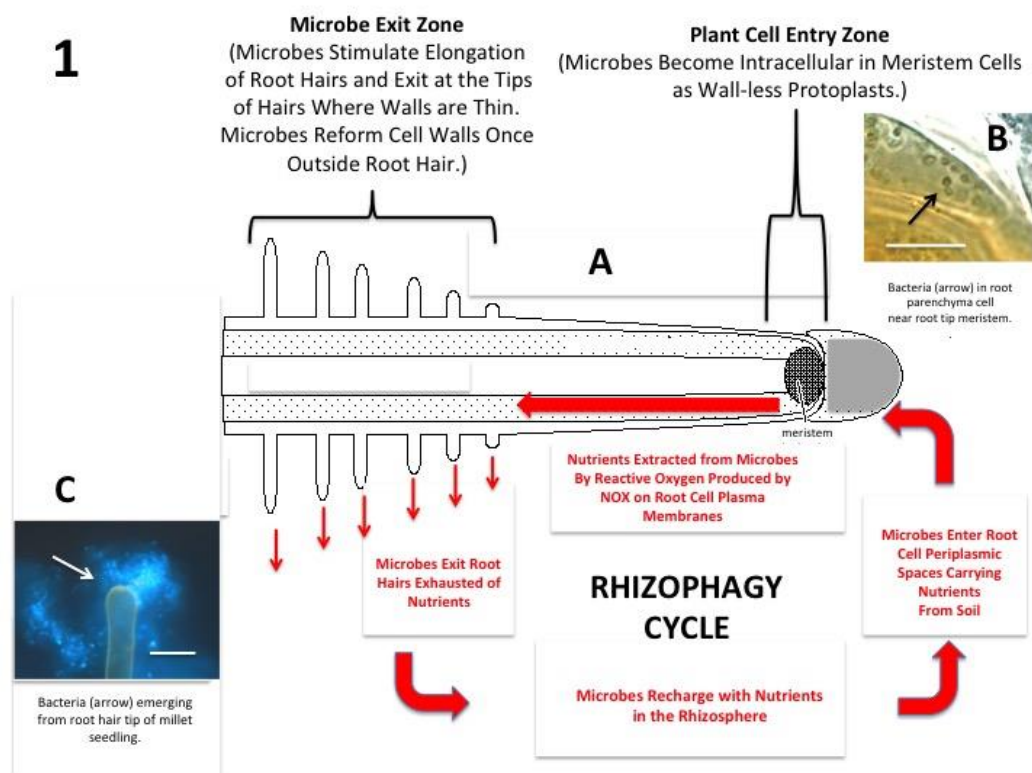 1
Microbe Exit Zone
(Microbes Stimulate Elongation
of Root Hairs and Exit at the Tips
of Hairs Where Walls are Thin.
Microbes Reform Cell Walls Once
Outside Root Hair.)
Plant Cell Entry Zone
(Microbes Become Intracellular in Meristem Cells
as Wall-less Protoplasts.)
B
Bacteria (arrow) in root
parenchyma cell
near root tip meristem.
A
meristem
Nutrients Extracted from Microbes
By Reactive Oxygen Produced by
NOX on Root Cell Plasma
Membranes
C
Bacteria (arrow) emerging
from root hair tip of millet
seedling.
Microbes Exit Root
Hairs Exhausted of
Nutrients
RHIZOPHAGY
CYCLE
Microbes Enter Root
Cell Periplasmic
Spaces Carrying
Nutrients
From Soil
Microbes Recharge with Nutrients
in the Rhizosphere